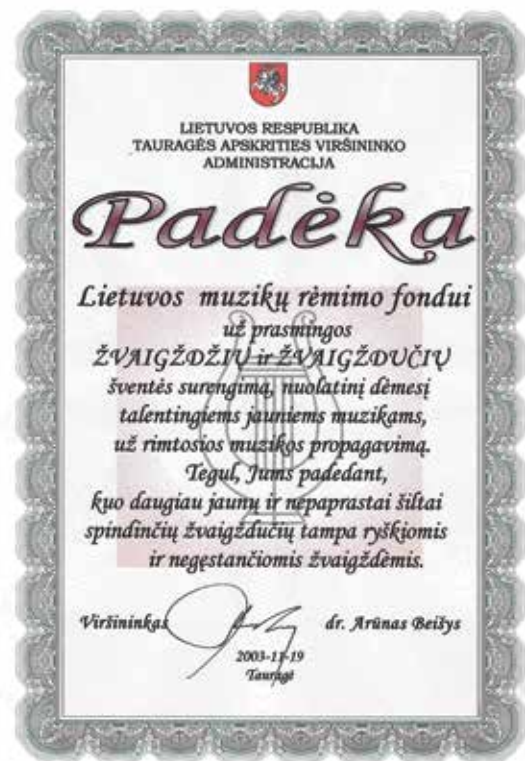 LIETUVOS RESPUBLIKA
TAURAGĖS APSKRITIES VIRŠININKO
ADMINISTRACIJA
Padėka
Lietuvos muzikų rėmimo fondui
už prasmingos
ŽVAIGŽDŽIŲ ir ŽVAIGŽDUČIŲ
šventės surengimą, nuolatinį dėmesį
talentingiems jauniems muzikams,
už rimtosios muzikos propagavimą.
Tegul, Jums padedant,
kuo daugiau jaunų ir nepaprastai šiltai
spindinčių žvaigždučių tampa ryškiomis
ir negęstančiomis žvaigždėmis.
Viršininkas dr. Arūnas Beišys
2003-11-19
Tauragė